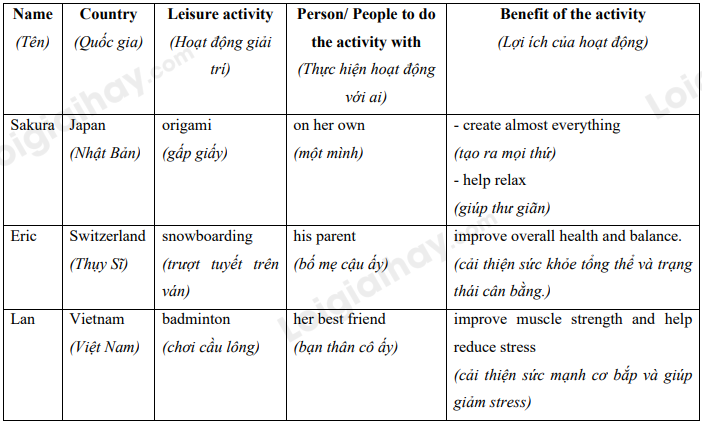 Name Country Leisure activity Person/ People to do Benefit of the activity
(Tên) (Quốc gia) (Hoạt động giải the activity with (Lợi ích của hoạt động)
trí) (Thực hiện hoạt động
với ai)
Sakura Japan origami on her own - create almost everything
(Nhật Bản) (gấp giấy) (một mình) (tạo ra mọi thứ)
- help relax
(giúp thư giãn)
Eric Switzerland snowboarding his parent improve overall health and balance.
(Thụy Sĩ) (trượt tuyết trên (bố mẹ cậu ấy) (cải thiện sức khỏe tổng thể và trạng
ván) thái cân bằng.)
Lan Vietnam badminton her best friend improve muscle strength and help
(Việt Nam) (chơi cầu lông) (bạn thân cô ấy) reduce stress
(cải thiện sức mạnh cơ bắp và giúp
giảm stress)
Loigiaihay.com
Loigiaihay.com